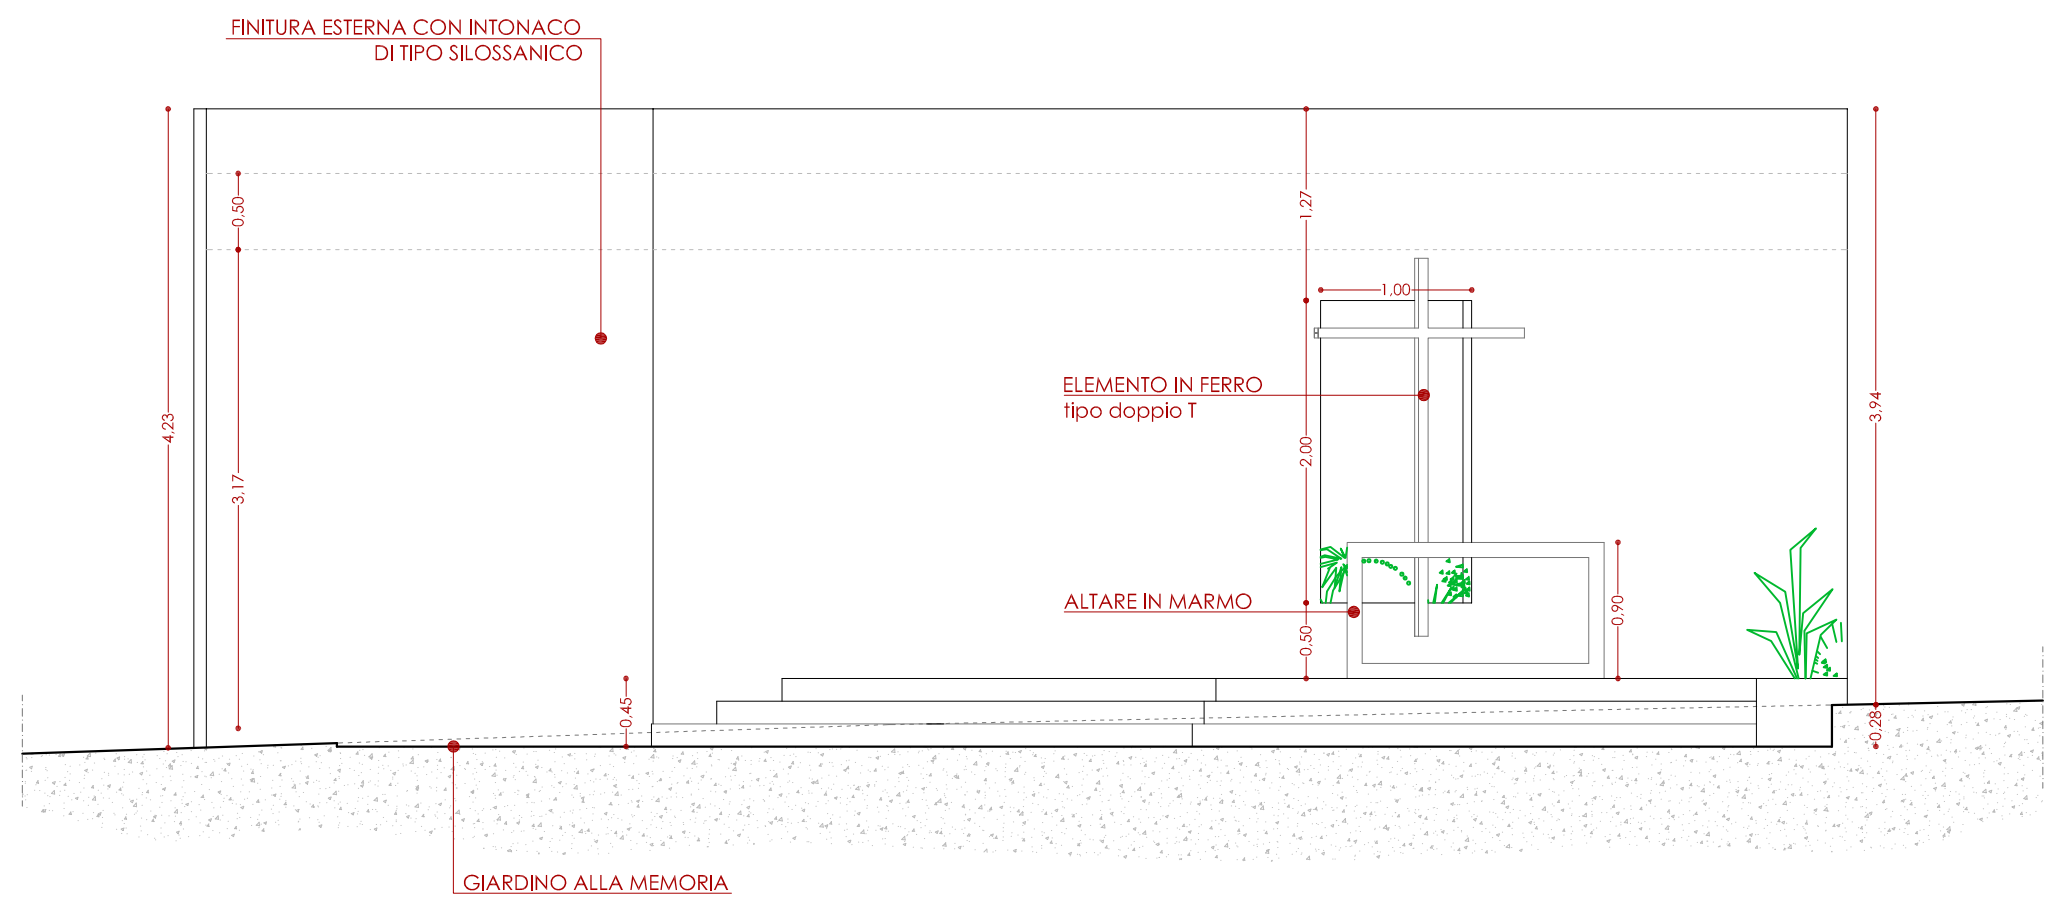 FINITURA ESTERNA CON INTONACO
DI TIPO SILOSSANICO
0,50
1,27
1,00
ELEMENTO IN FERRO
tipo doppio T
4,23
3,94
2,00
3,17
ALTARE IN MARMO
0,90
0,50
0,45
0,28
GIARDINO ALLA MEMORIA